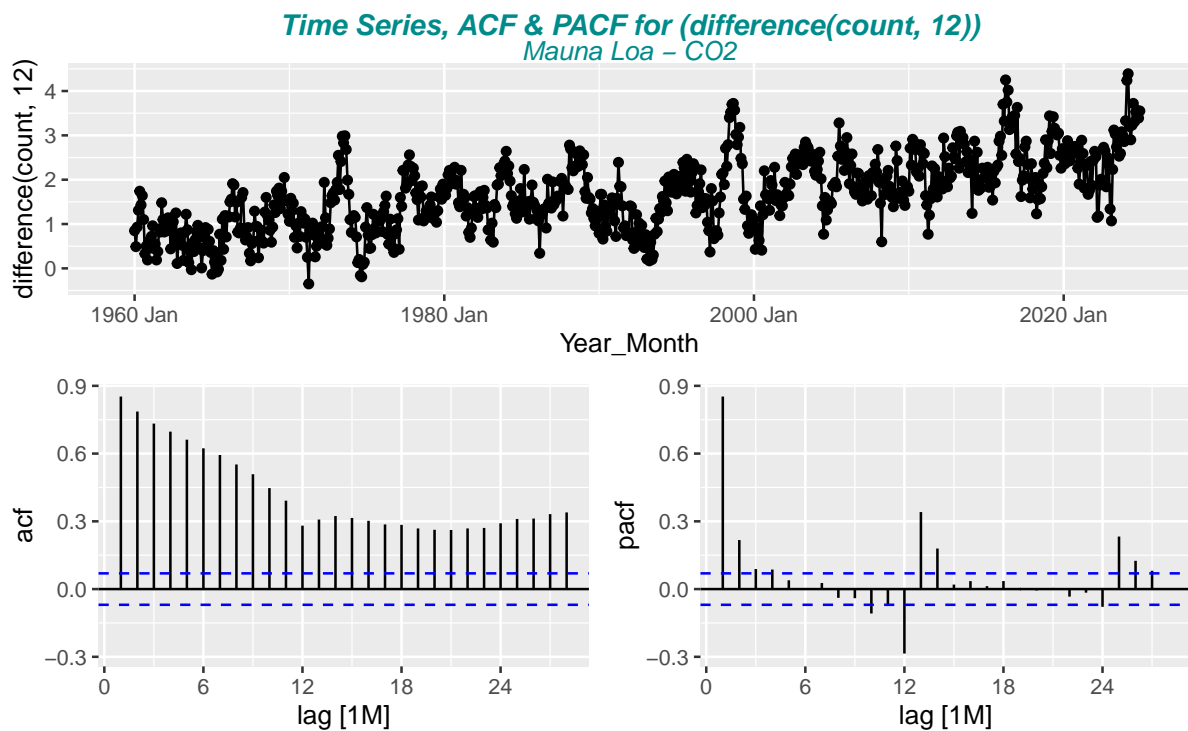 Time Series, ACF & PACF for (difference(count, 12))
Mauna Loa − CO2
difference(count, 12)
4
3
2
1
0
1960 Jan
1980 Jan
2000 Jan
2020 Jan
Year_Month
acf
0.9
0.6
0.3
0.0
−0.3
0
6
12
18
24
lag [1M]
pacf
0.9
0.6
0.3
0.0
−0.3
0
6
12
18
24
lag [1M]